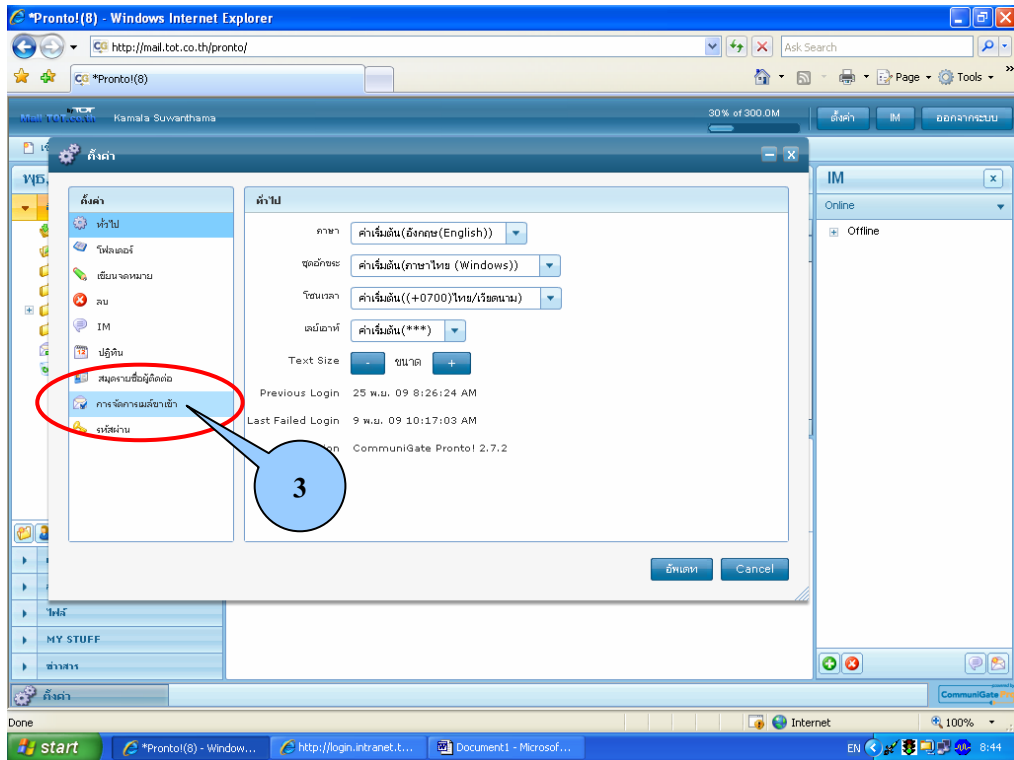 *Pronto!(8) - Windows Internet Explorer
http://mail.tot.co.th/pronto/
Ask Search
*Pronto!(8)
Page
Tools
Kamala Suwanthama
30% of 300.0M
ตั้งค่า
IM
ออกจากระบบ
ตั้งค่า
IM
Online
Offline
ตั้งค่า
ทั่วไป
โฟลเดอร์
เขียนจดหมาย
ลบ
IM
ปฏิทิน
สมุดรายชื่อผู้ติดต่อ
การจัดการเมล์ขาเข้า
รหัสผ่าน
ทั่วไป
ภาษา ค่าเริ่มต้น(อังกฤษ(English))
ชุดอักขระ ค่าเริ่มต้น(ภาษาไทย (Windows))
โซนเวลา ค่าเริ่มต้น((+0700)ไทย/เวียดนาม)
เลย์เอาท์ ค่าเริ่มต้น(***)
Text Size - ขนาด +
Previous Login 25 พ.ย. 09 8:26:24 AM
Last Failed Login 9 พ.ย. 09 10:17:03 AM
CommuniGate Pronto! 2.7.2
3
อัพเดท
Cancel
ไฟล์
MY STUFF
ข่าวสาร
ตั้งค่า
CommuniGate
Done
Internet
100%
start
*Pronto!(8) - Window...
http://login.intranet.t...
Document1 - Microsof...
EN
8:44